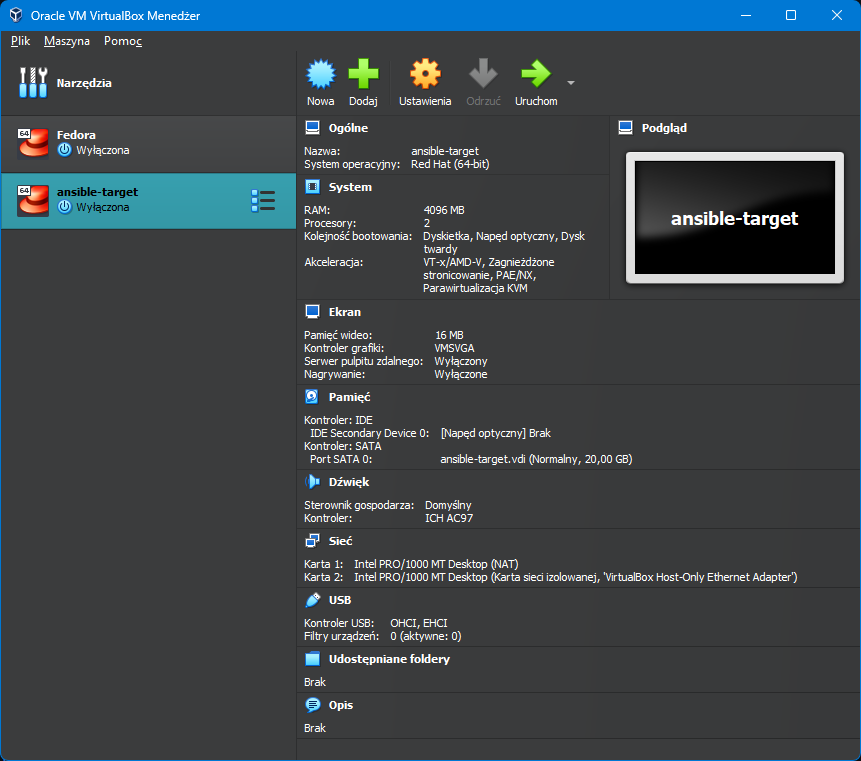 Oracle VM VirtualBox Menedżer
Plik Maszyna Pomoc
Narzędzia
Nowa Dodaj Ustawienia Odrzuć Uruchom
64
Fedora
Wyłączona
64
ansible-target
Wyłączona
Ogólne
Nazwa: ansible-target
System operacyjny: Red Hat (64-bit)
Podgląd
ansible-target
System
RAM: 4096 MB
Procesory: 2
Kolejność bootowania: Dyskietka, Napęd optyczny, Dysk
twardy
Akceleracja: VT-x/AMD-V, Zagnieżdżone
stronicowanie, PAE/NX,
Parawirtualizacja KVM
Ekran
Pamięć wideo: 16 MB
Kontroler grafiki: VMSVGA
Serwer pulpitu zdalnego: Wyłączony
Nagrywanie: Wyłączone
Pamięć
Kontroler: IDE
IDE Secondary Device 0: [Napęd optyczny] Brak
Kontroler: SATA
Port SATA 0: ansible-target.vdi (Normalny, 20,00 GB)
Dźwięk
Sterownik gospodarza: Domyślny
Kontroler: ICH AC97
Sieć
Karta 1: Intel PRO/1000 MT Desktop (NAT)
Karta 2: Intel PRO/1000 MT Desktop (Karta sieci izolowanej, 'VirtualBox Host-Only Ethernet Adapter')
USB
Kontroler USB: OHCI, EHCI
Filtry urządzeń: 0 (aktywne: 0)
Udostępniane foldery
Brak
Opis
Brak